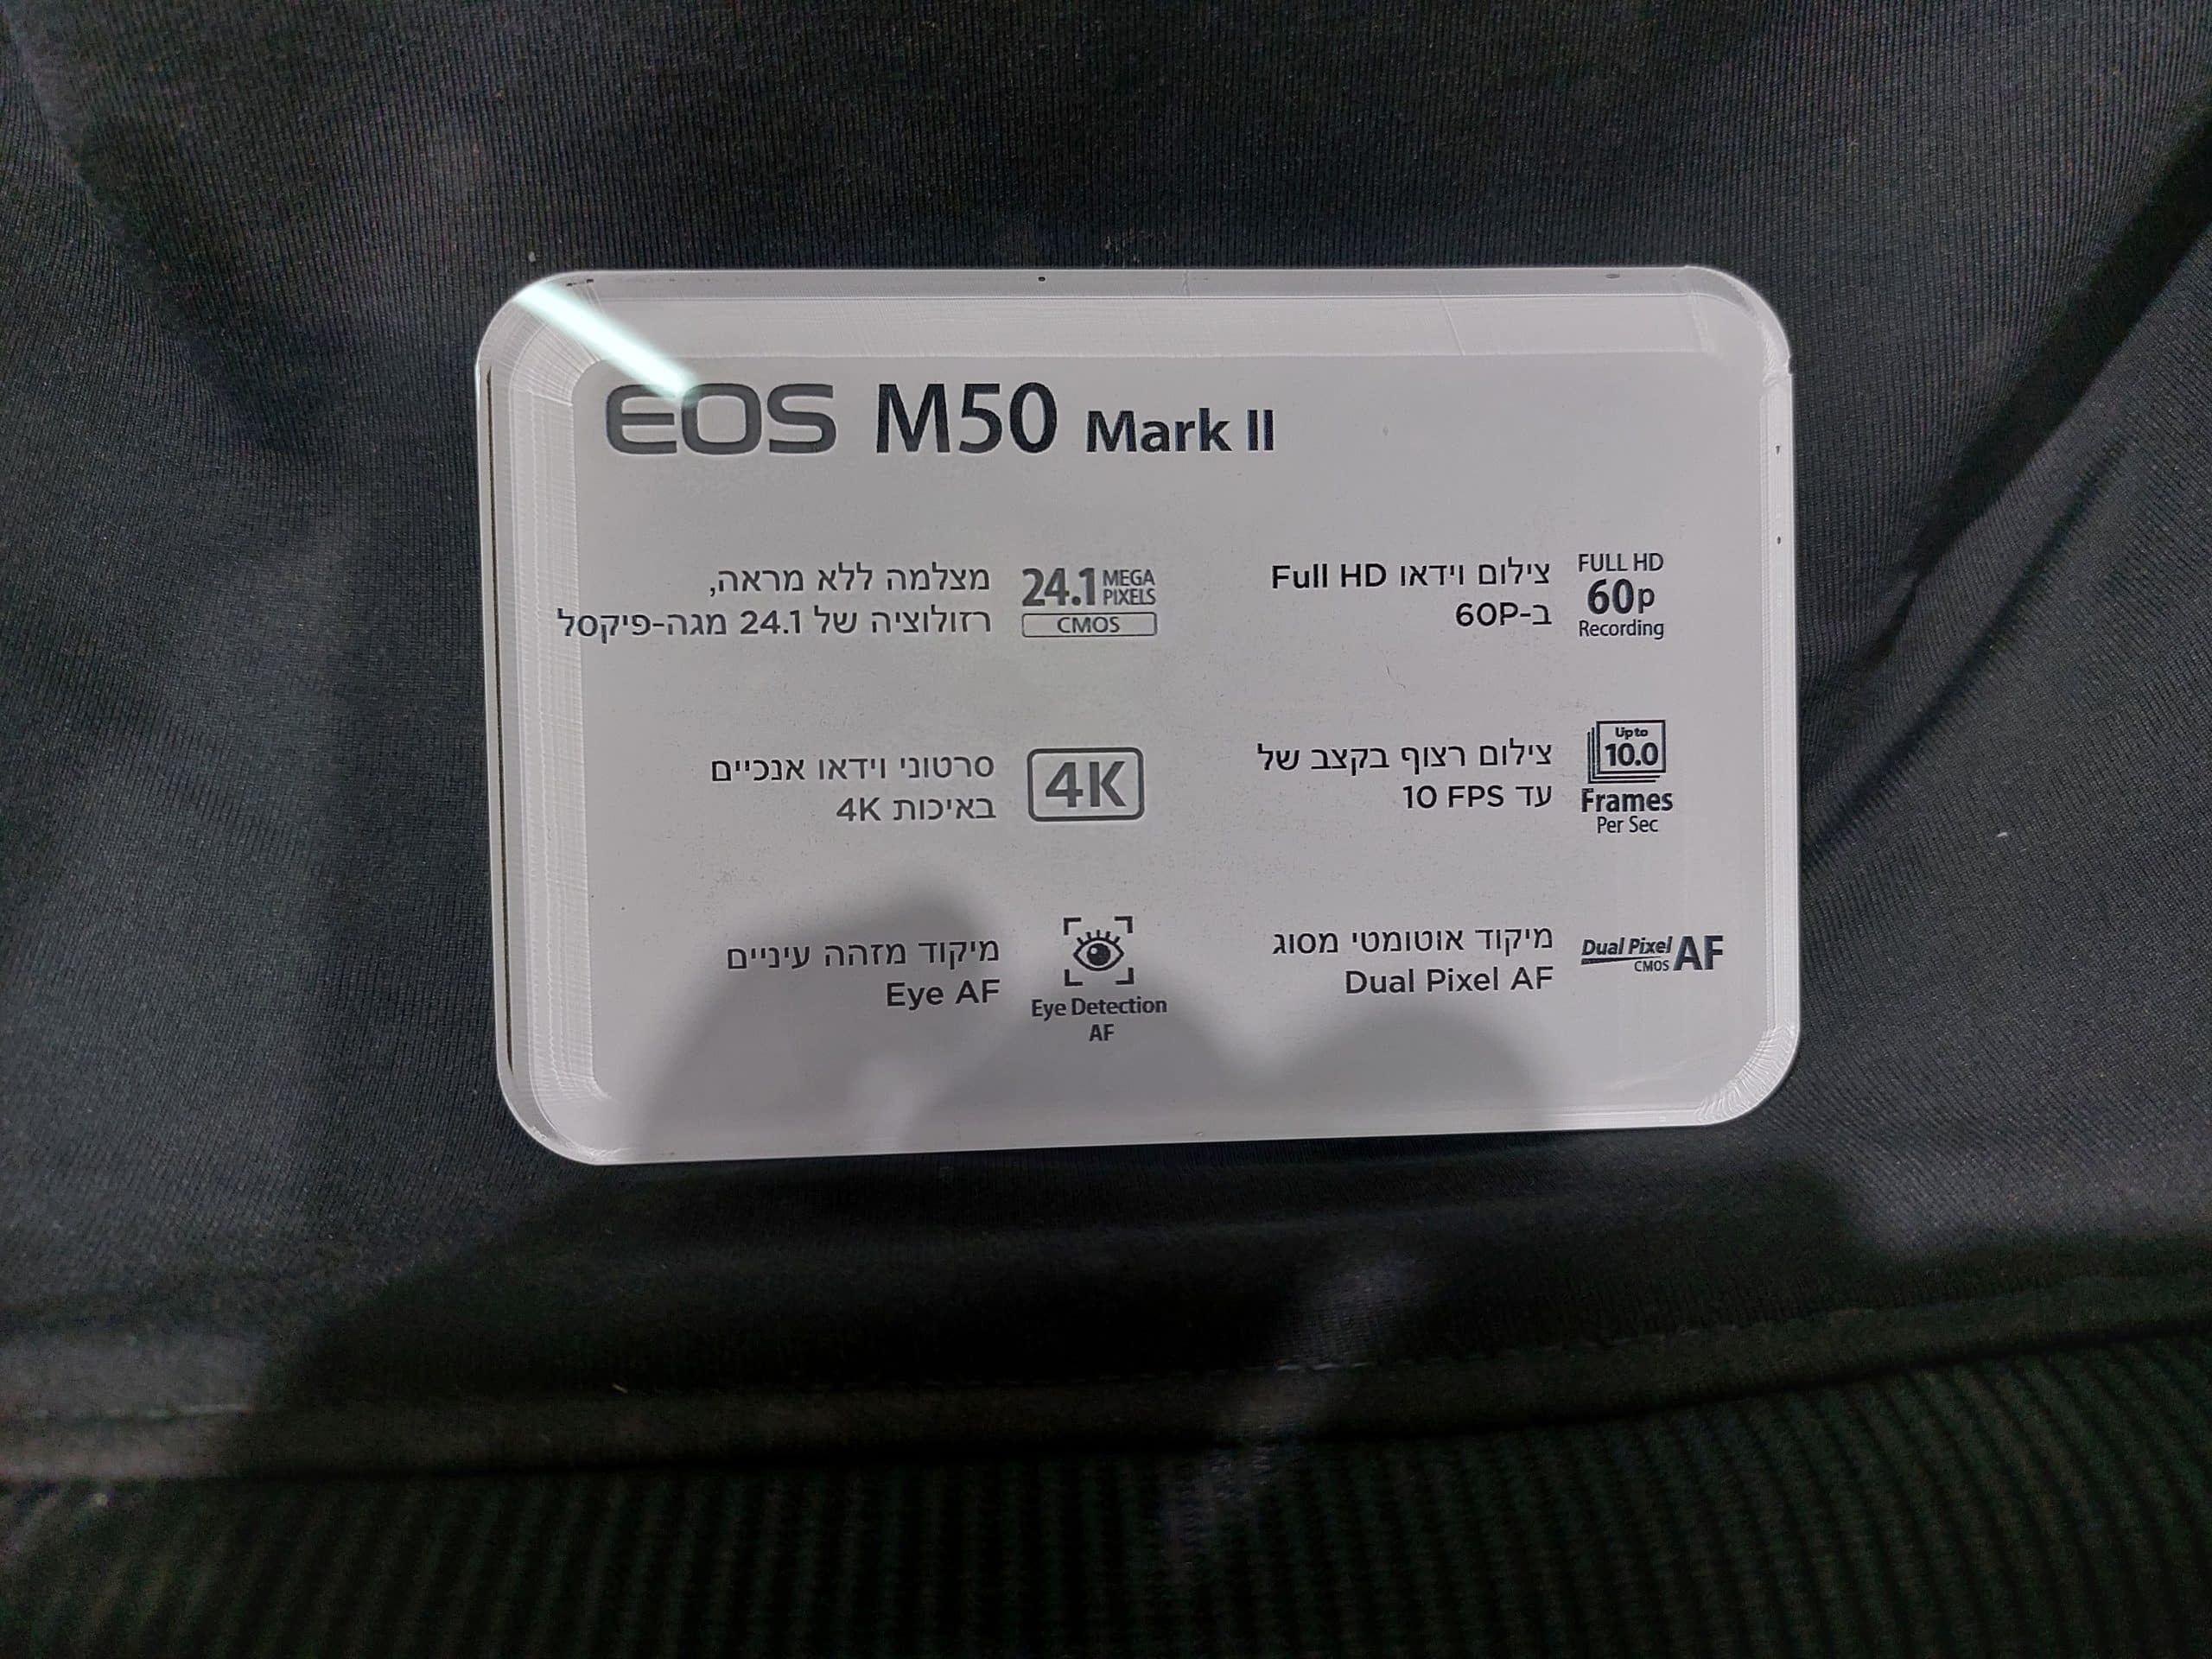 EOS M50 Mark II
FULL HD
60p
Recording
צילום וידאו Full HD
ב-60P
24.1 MEGA PIXELS
CMOS
מצלמה ללא מראה,
רזולוציה של 24.1 מגה-פיקסל
Up to
10.0
Frames
Per Sec
צילום רצוף בקצב של
עד 10 FPS
4K
סרטוני וידאו אנכיים
באיכות 4K
Dual Pixel CMOS AF
מיקוד אוטומטי מסוג
Dual Pixel AF
Eye Detection
AF
מיקוד מזהה עיניים
Eye AF